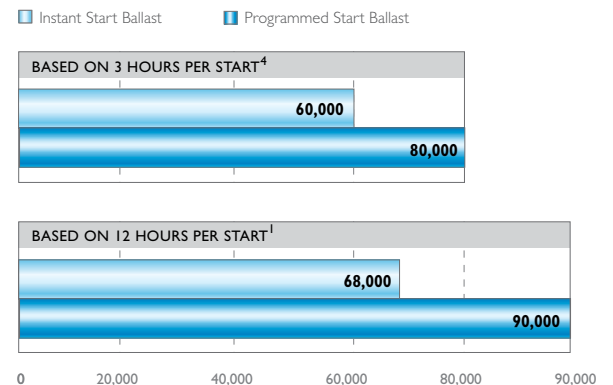 Instant Start Ballast Programmed Start Ballast
BASED ON 3 HOURS PER START4
60,000
80,000
BASED ON 12 HOURS PER START1
68,000
90,000
0 20,000 40,000 60,000 80,000 90,000